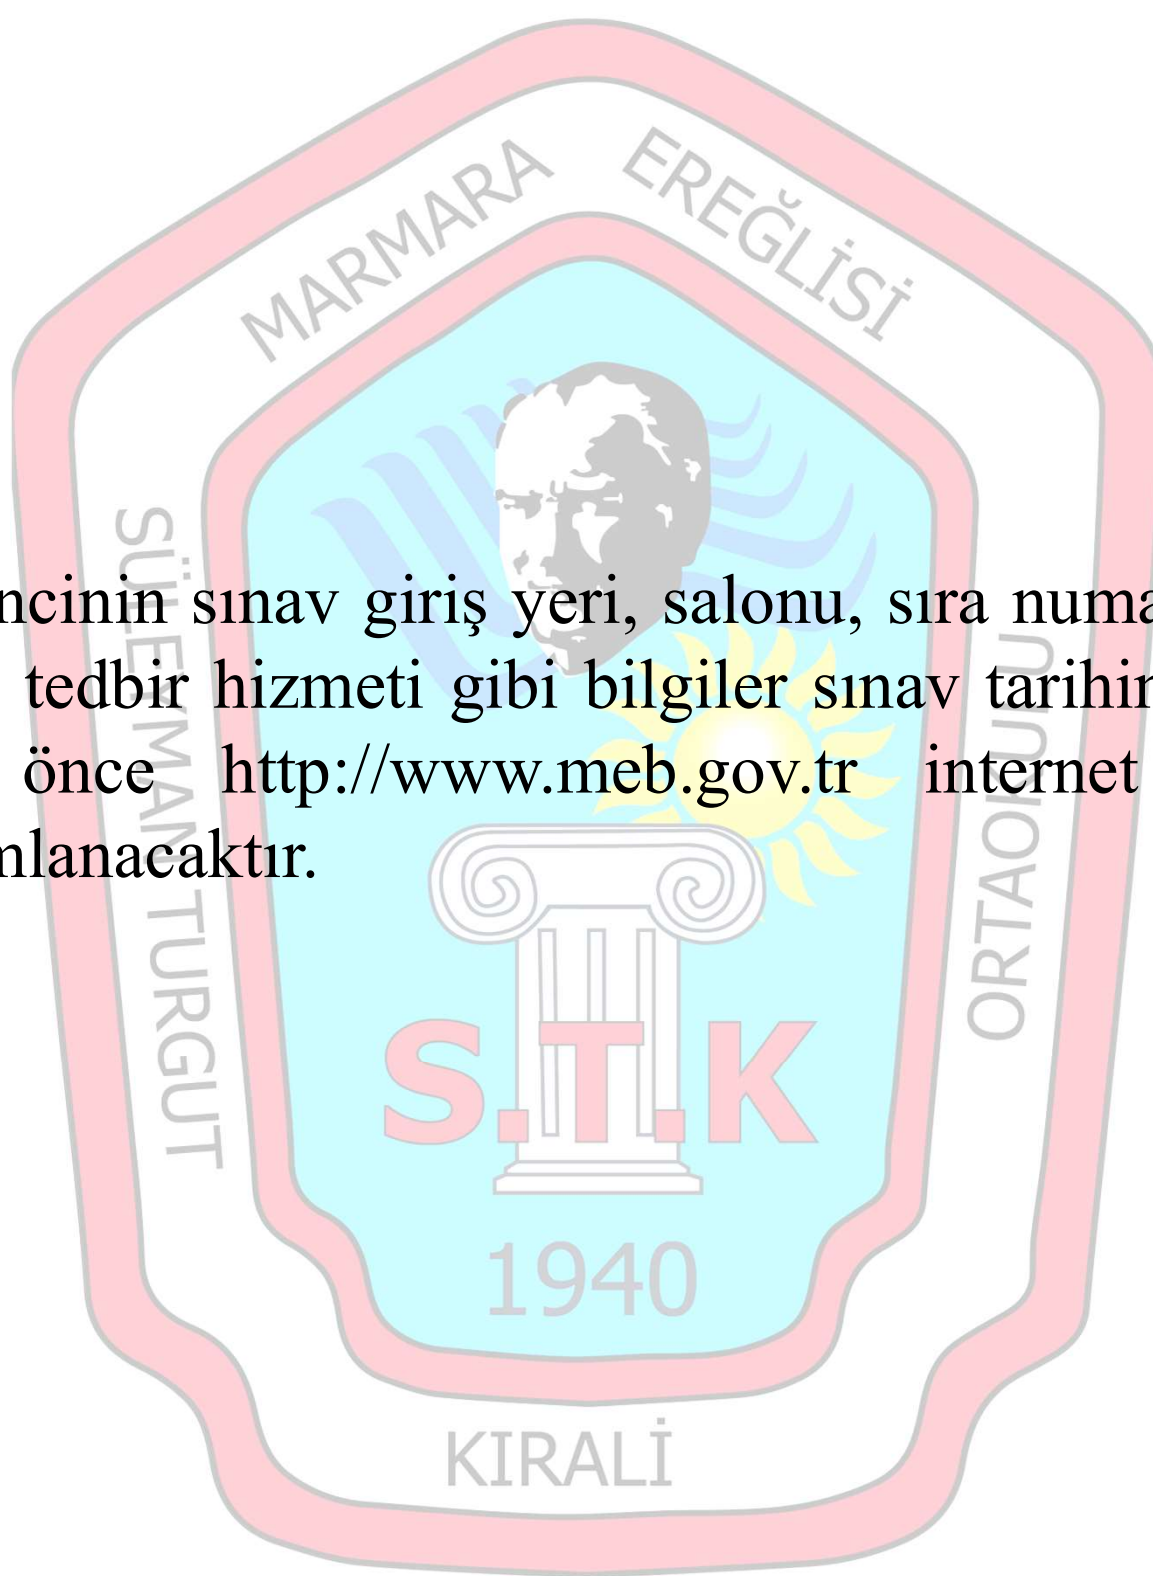 MARMARA EREĞLİSİ
SÜLEYMAN TURGUT
ORTAOKULU
ncinin sınav giriş yeri, salonu, sıra numa
tedbir hizmeti gibi bilgiler sınav tarihin
önce http://www.meb.gov.tr internet
mlanacaktır.
S.T.K
1940
KIRALİ